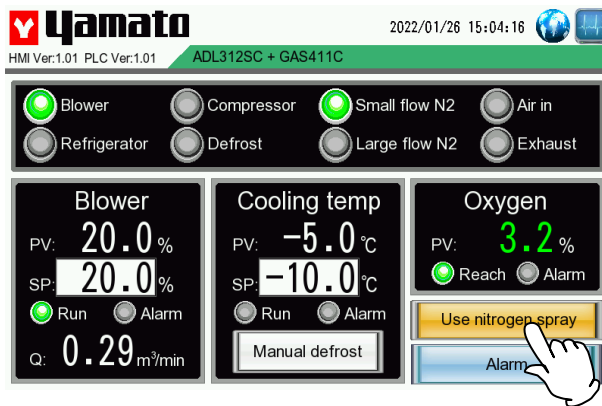 Yamato
2022/01/26 15:04:16
HMI Ver:1.01 PLC Ver:1.01
ADL312SC + GAS411C
Blower
Compressor
Small flow N2
Air in
Refrigerator
Defrost
Large flow N2
Exhaust
Blower
PV: 20.0 %
SP: 20.0 %
Run
Alarm
Q: 0.29 m³/min
Cooling temp
PV: -5.0 ℃
SP: -10.0 ℃
Run
Alarm
Manual defrost
Oxygen
PV: 3.2 %
Reach
Alarm
Use nitrogen spray
Alarm